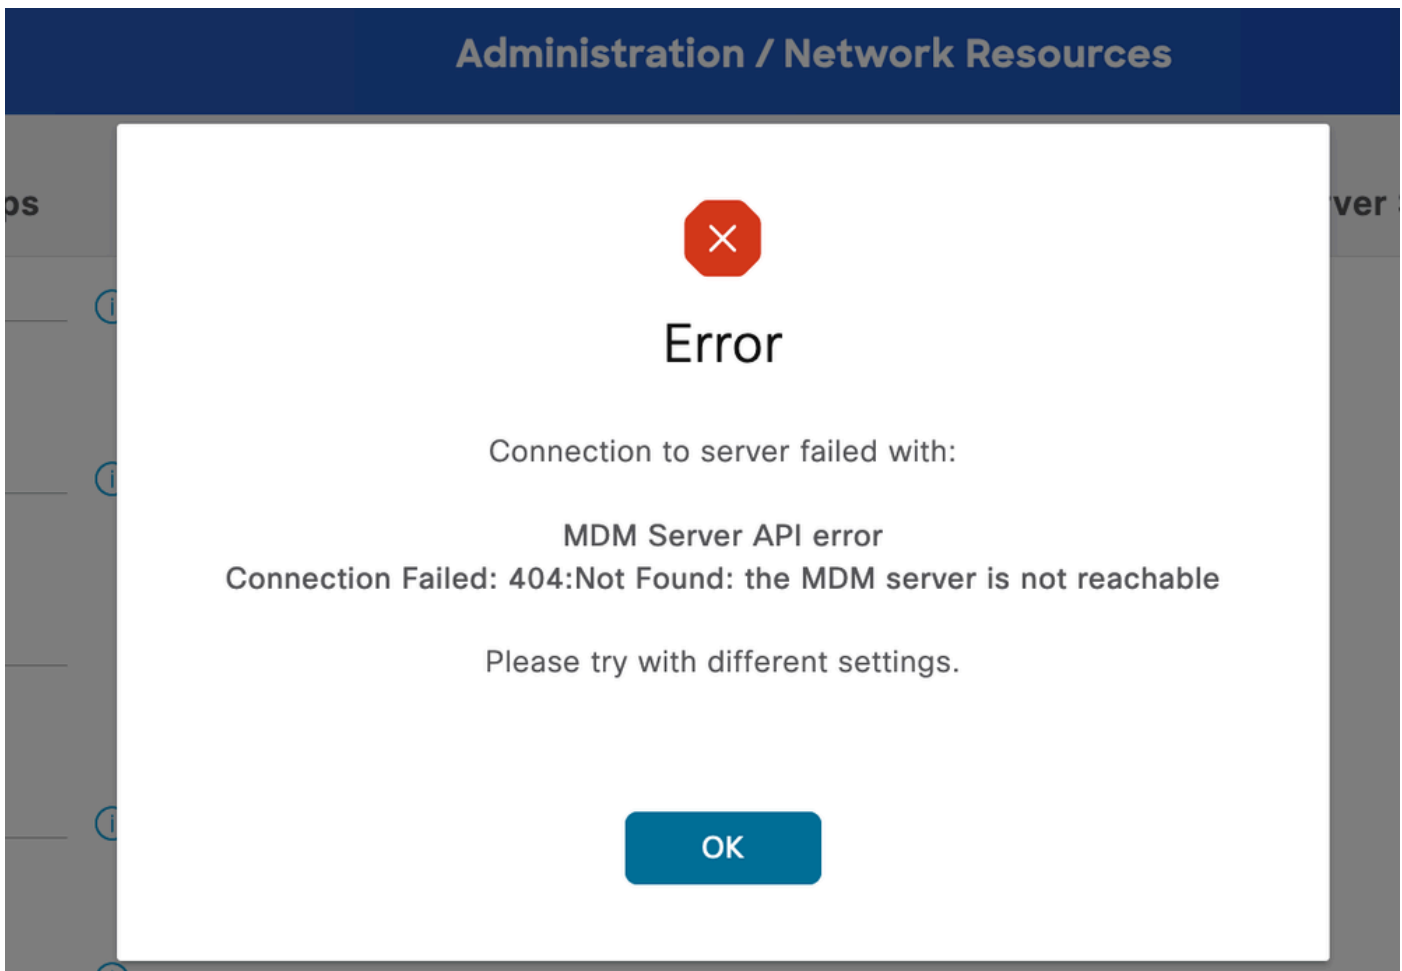 Administration / Network Resources
Error
Connection to server failed with:
MDM Server API error
Connection Failed: 404:Not Found: the MDM server is not reachable
Please try with different settings.
OK